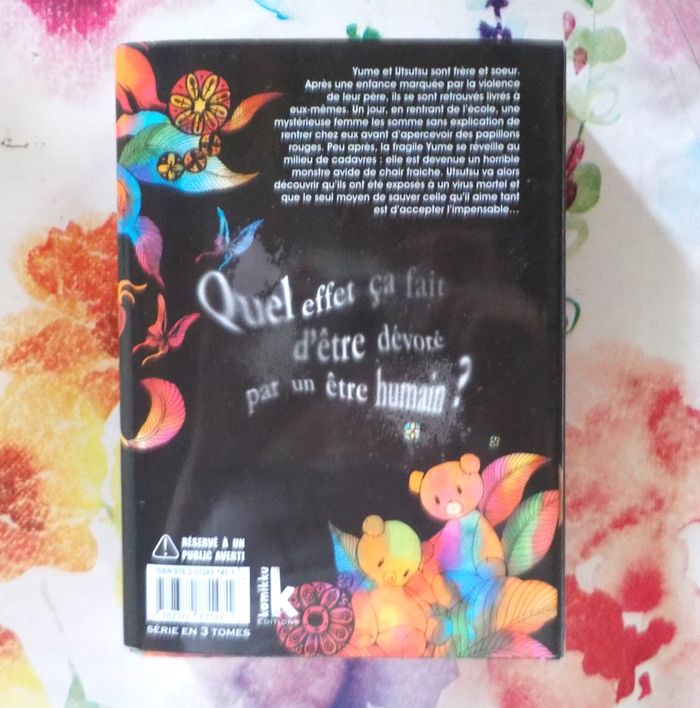 Yume et Utsutsu sont frère et soeur.
Après une enfance marquée par la violence
de leur père, ils se sont retrouvés livrés à
eux-mêmes. Un jour, en rentrant de l'école, une
mystérieuse femme les somme sans explication de
rentrer chez eux avant d'apercevoir des papillons
rouges. Peu après, la fragile Yume se réveille au
milieu de cadavres : elle est devenue un horrible
monstre avide de chair fraîche. Utsutsu va alors
découvrir qu'ils ont été exposés à un virus mortel et
que le seul moyen de sauver celle qu'il aime tant
est d'accepter l'impensable...
Quel effet ça fait
d'être dévoré
par un être humain ?
RÉSERVÉ À UN
PUBLIC AVERTI
komikku
ÉDITIONS
SÉRIE EN 3 TOMES